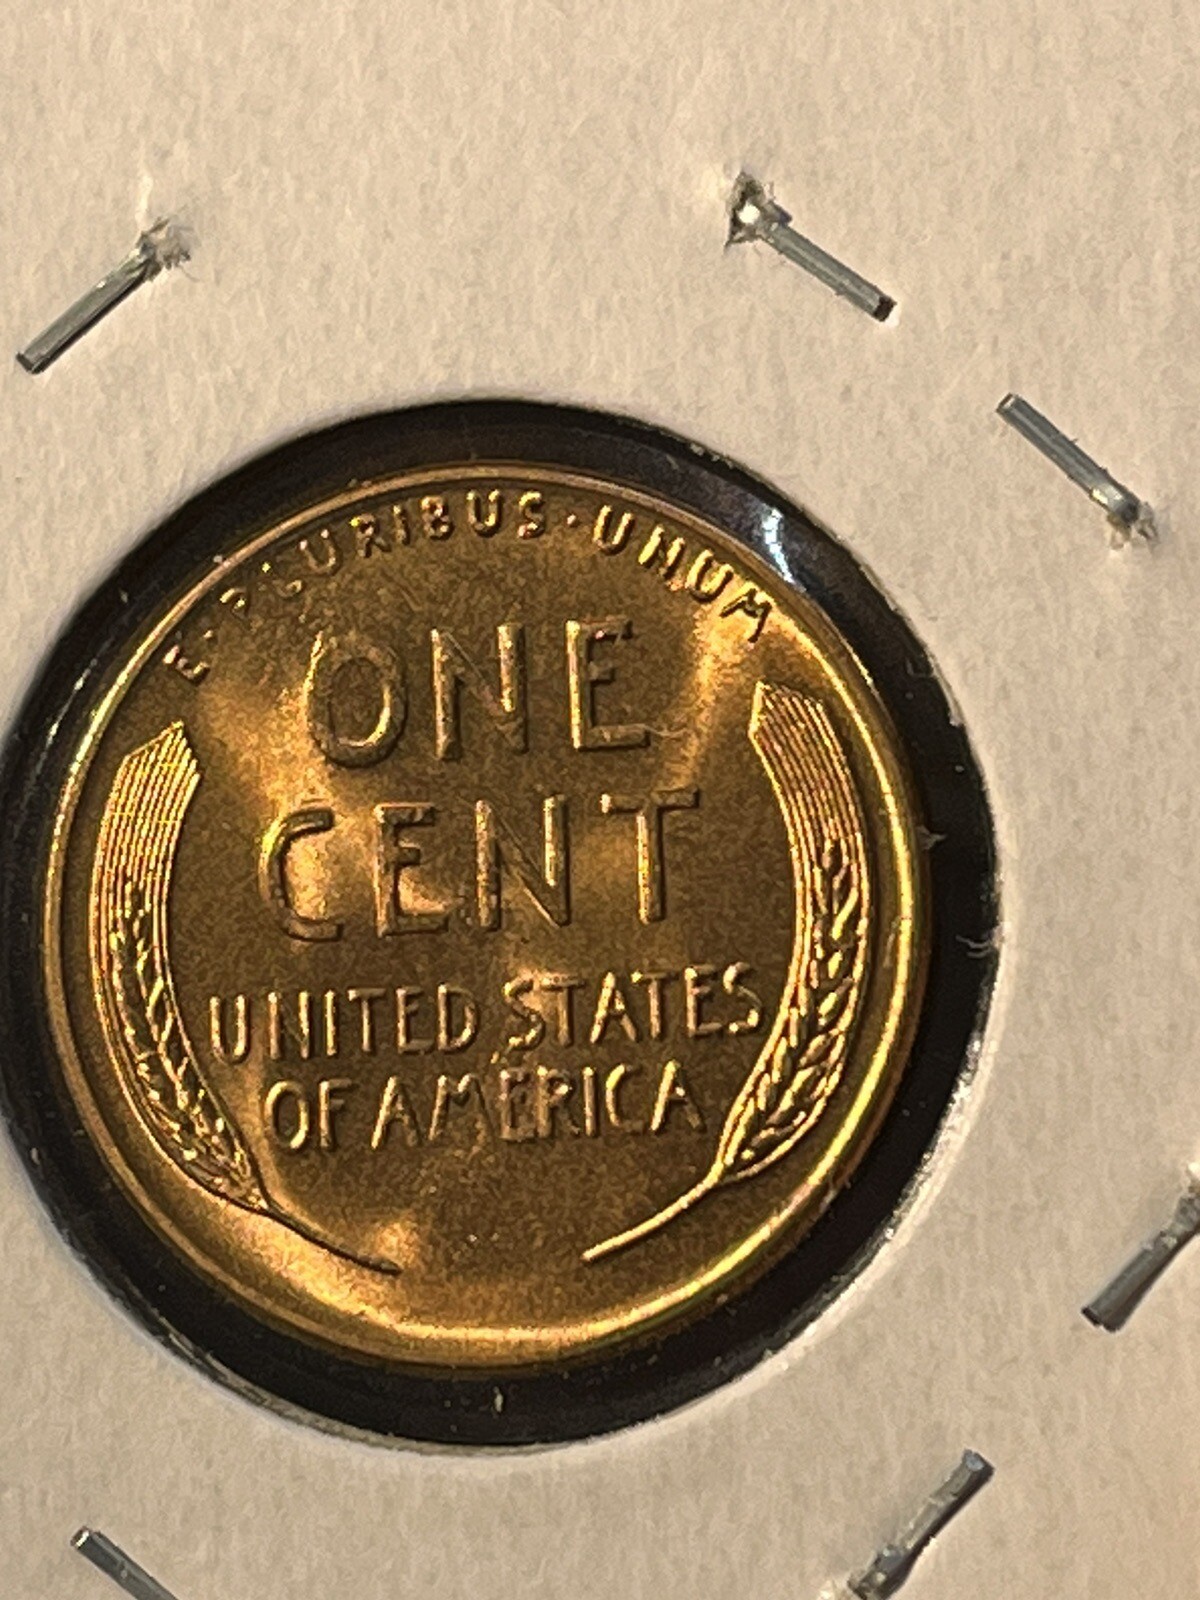 E·PLURIBUS·UNUM
ONE
CENT
UNITED STATES
OF AMERICA